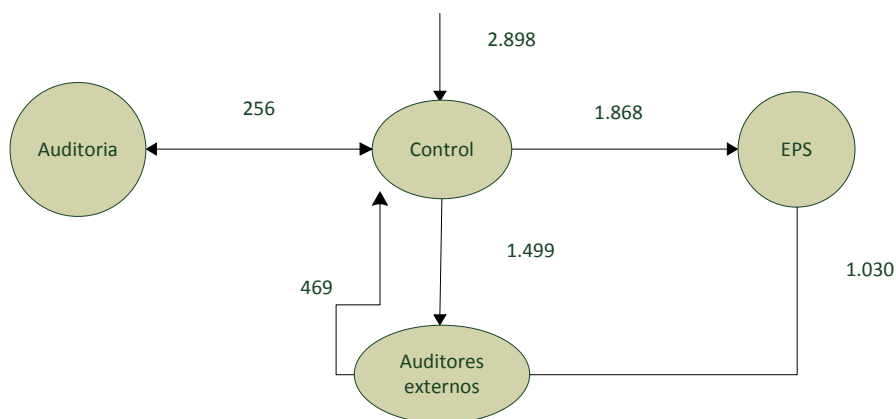 2.898
256
1.868
Auditoria
Control
EPS
1.499
1.030
469
Auditores
externos